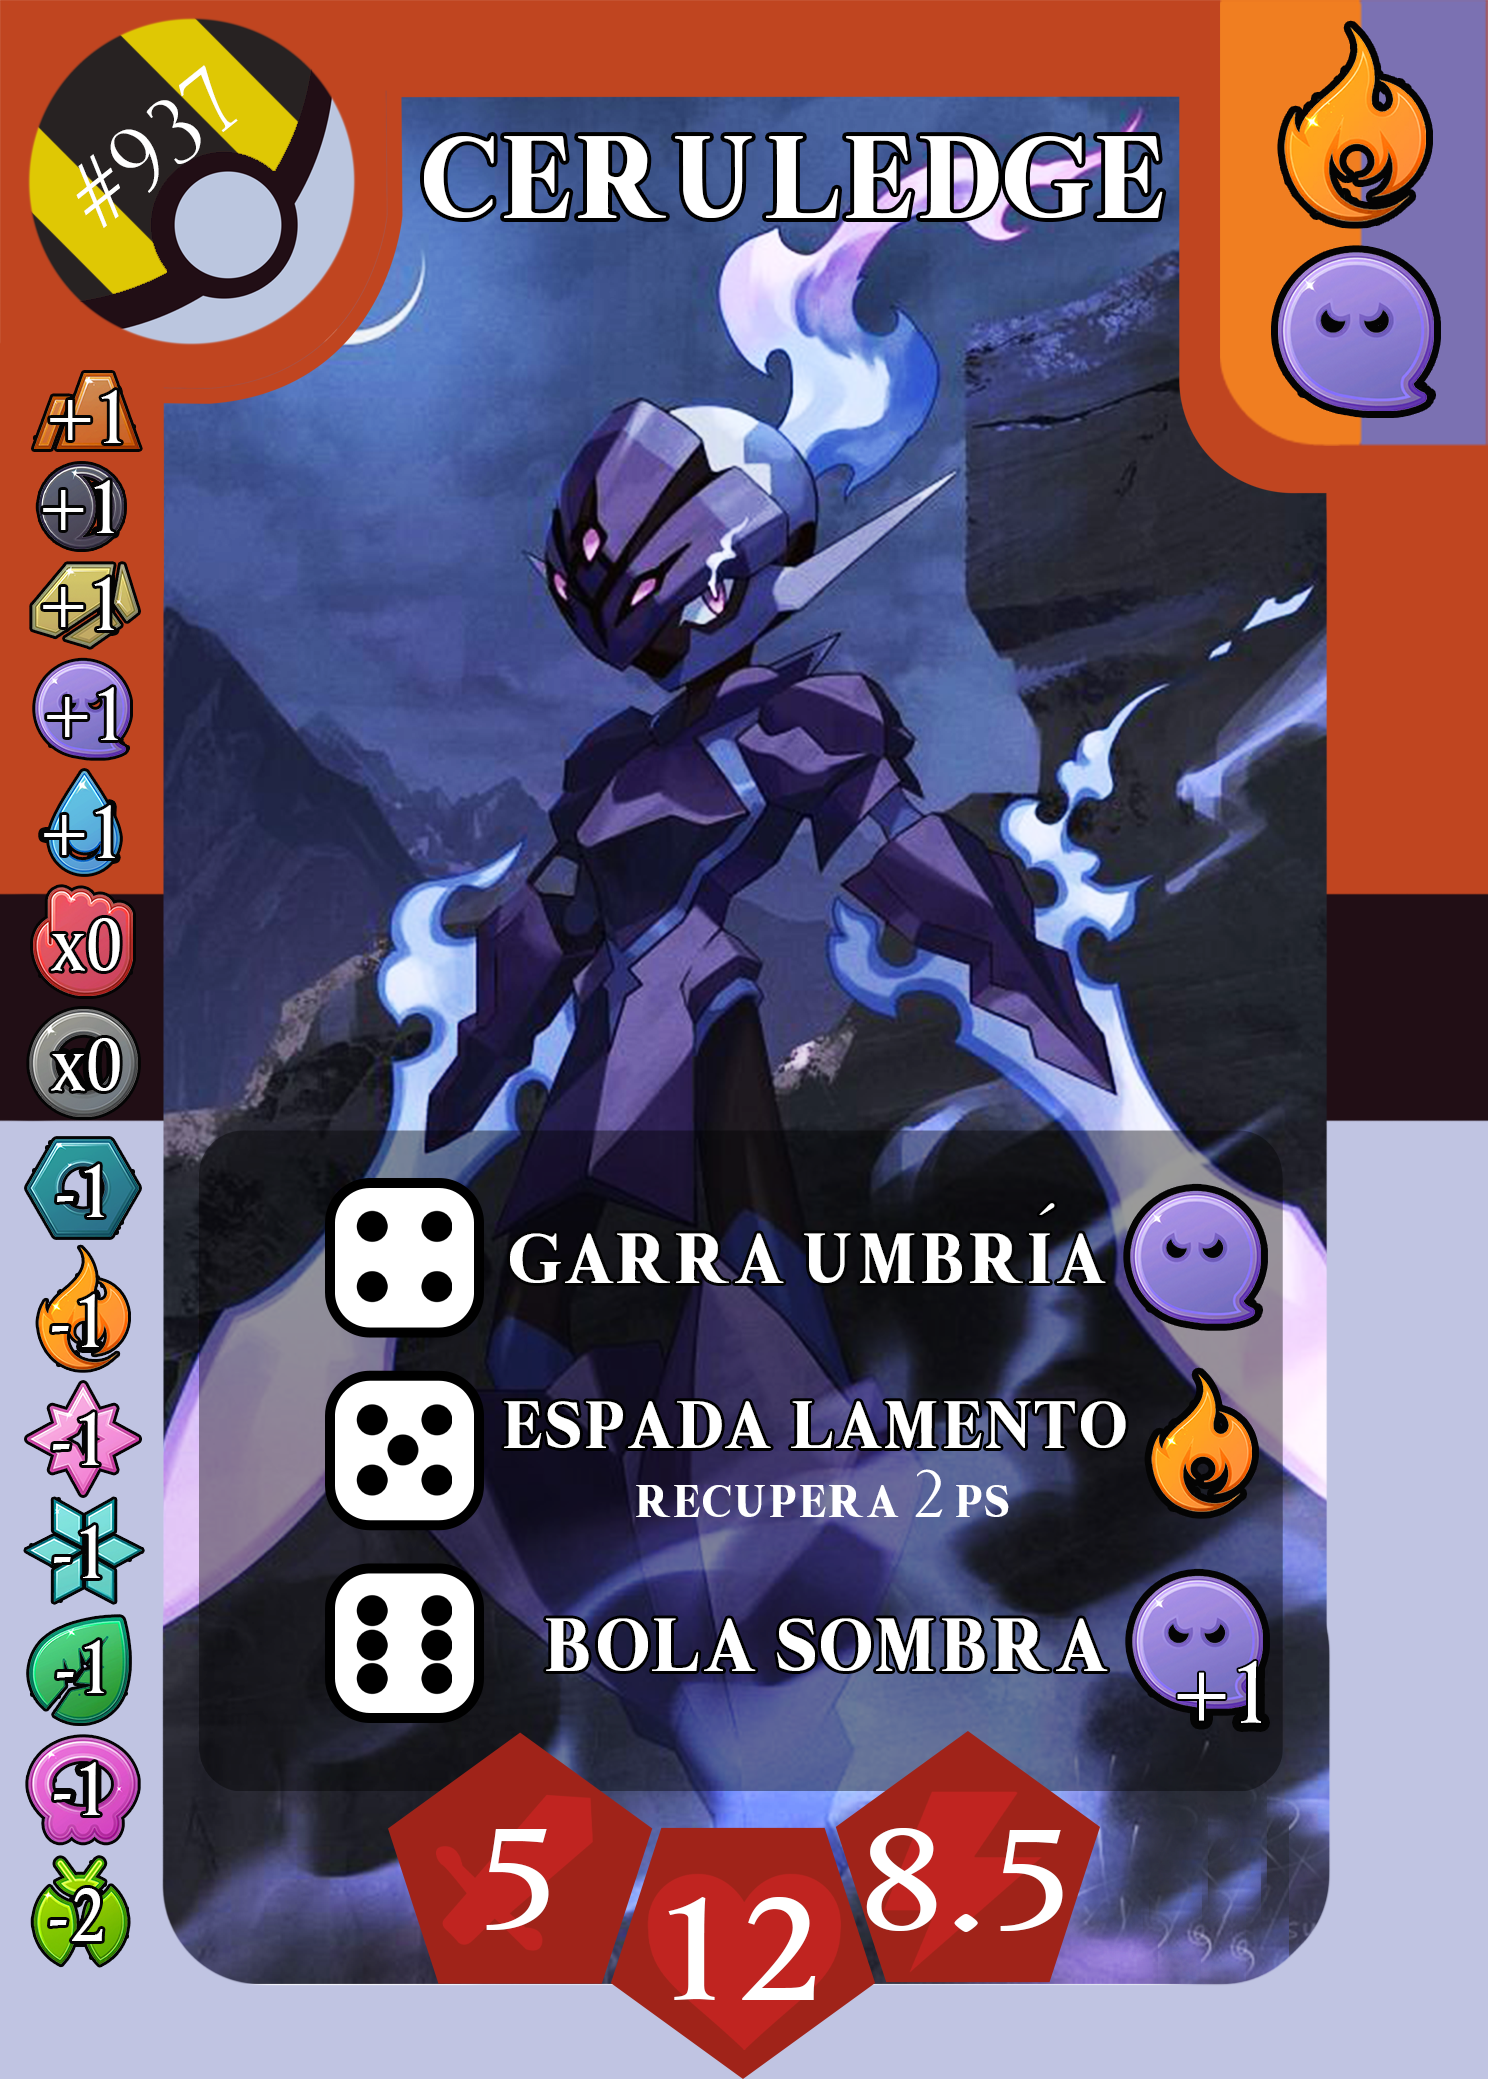 #937
CERULEDGE
+1
+1
+1
+1
+1
x0
x0
-1
-1
-1
-1
-1
-1
-2
GARRA UMBRÍA
ESPADA LAMENTO
RECUPERA 2 PS
BOLA SOMBRA
+1
5
12
8.5